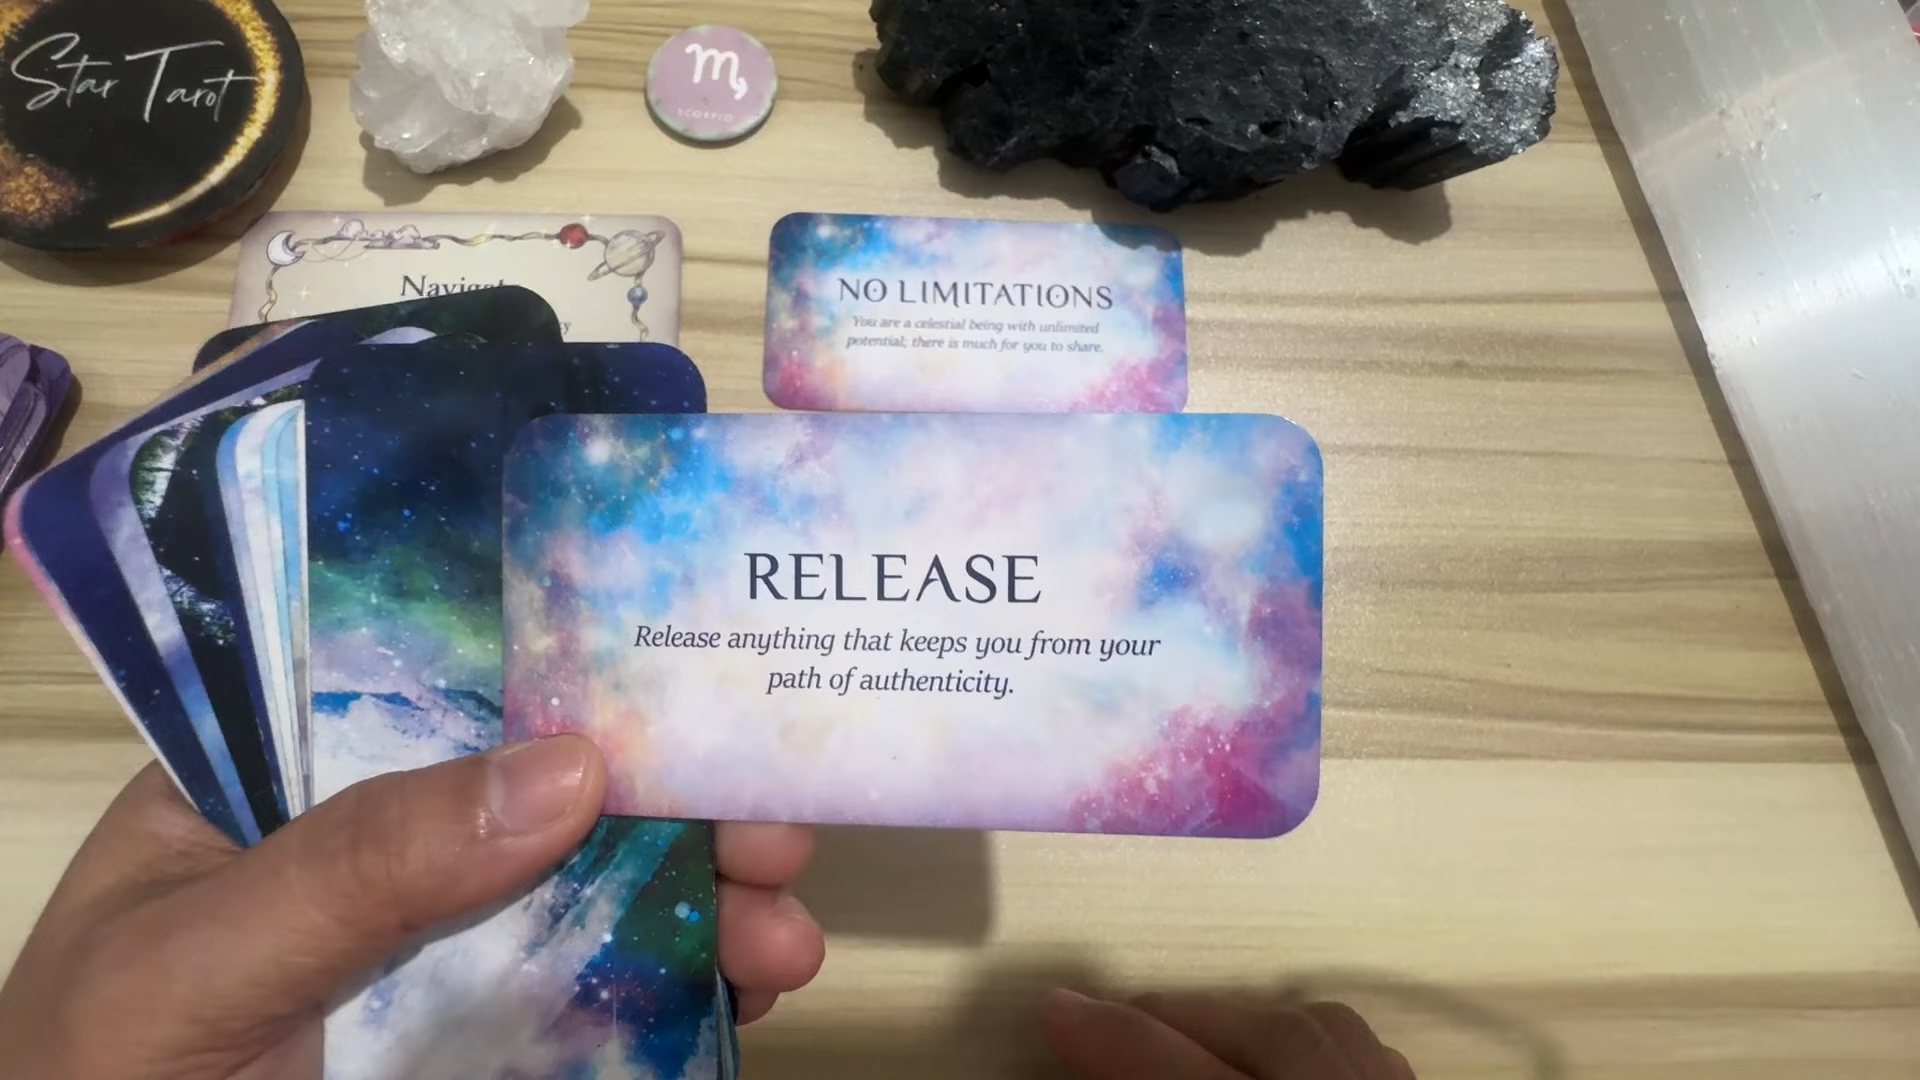 Star Tarot
SCORPIO
NO LIMITATIONS
You are a celestial being with unlimited
potential; there is much for you to share.
RELEASE
Release anything that keeps you from your
path of authenticity.